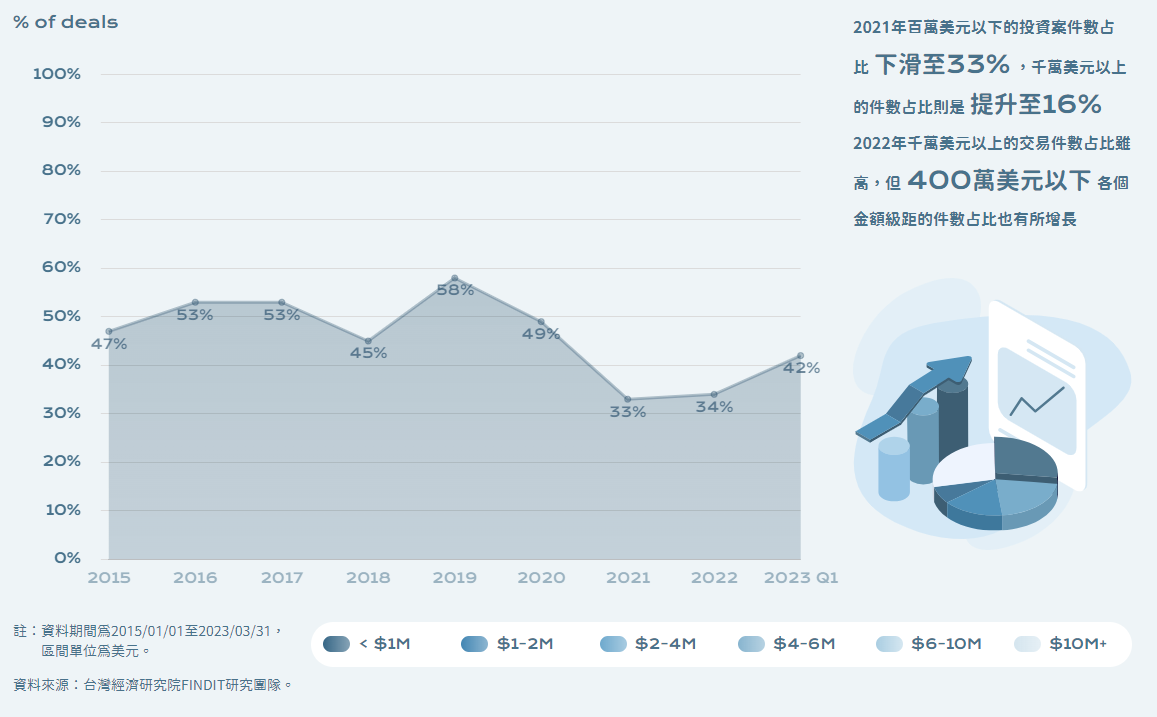 % of deals
100%
90%
80%
70%
60%
50%
40%
30%
20%
10%
0%
47%
53%
53%
45%
58%
49%
33%
34%
42%
2015
2016
2017
2018
2019
2020
2021
2022
2023 Q1
2021年百萬美元以下的投資案件數占
比 下滑至33% ，千萬美元以上
的件數占比則是 提升至16%
2022年千萬美元以上的交易件數占比雖
高，但 400萬美元以下 各個
金額級距的件數占比也有所增長
註：資料期間為2015/01/01至2023/03/31，
區間單位為美元。
資料來源：台灣經濟研究院FINDIT研究團隊。
< $1M
$1-2M
$2-4M
$4-6M
$6-10M
$10M+